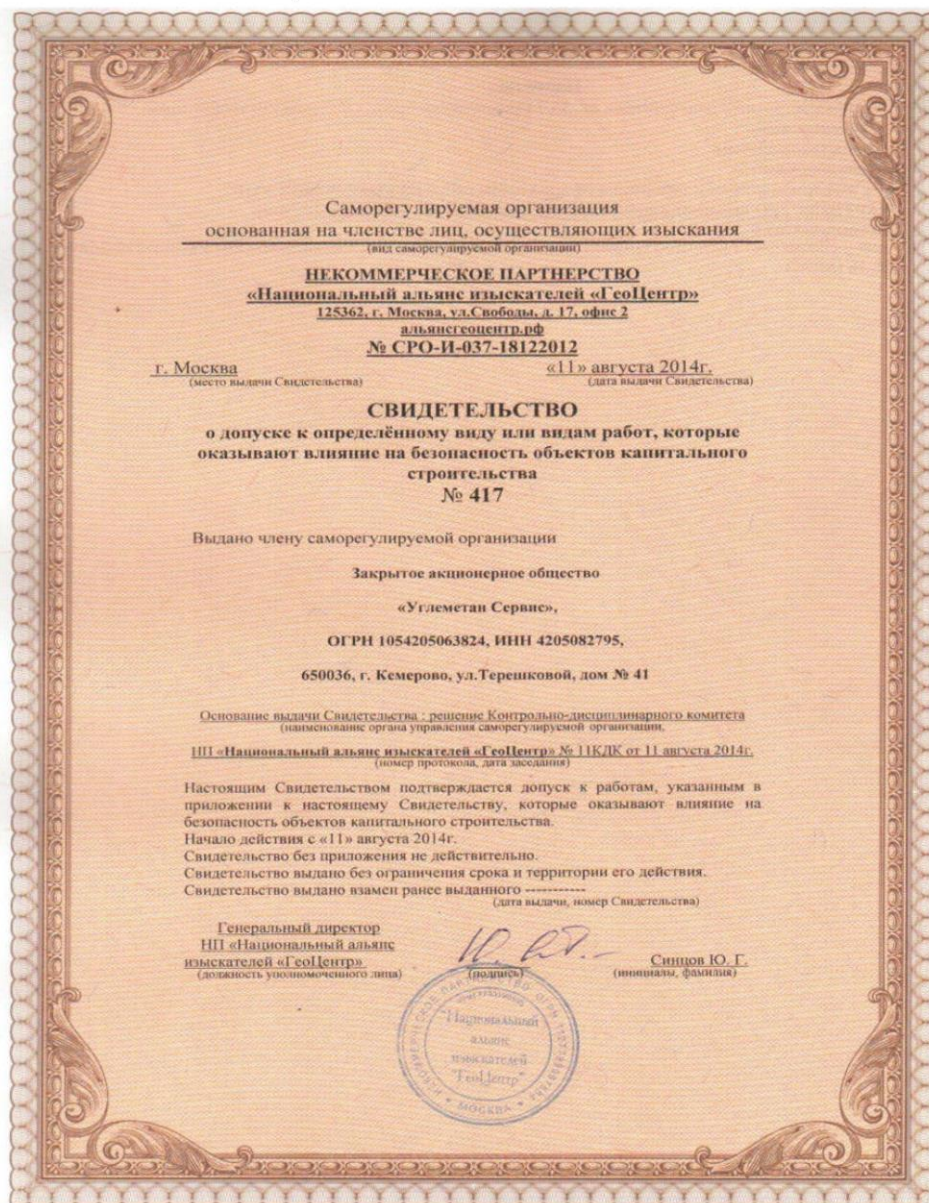 Саморегулируемая организация
основанная на членстве лиц, осуществляющих изыскания
(вид саморегулируемой организации)
НЕКОММЕРЧЕСКОЕ ПАРТНЕРСТВО
«Национальный альянс изыскателей «ГеоЦентр»
125362, г. Москва, ул.Свободы, д. 17, офис 2
альянсгеоцентр.рф
№ СРО-И-037-18122012
г. Москва «11» августа 2014г.
(место выдачи Свидетельства) (дата выдачи Свидетельства)
СВИДЕТЕЛЬСТВО
о допуске к определённому виду или видам работ, которые
оказывают влияние на безопасность объектов капитального
строительства
№ 417
Выдано члену саморегулируемой организации
Закрытое акционерное общество
«Углеметан Сервис»,
ОГРН 1054205063824, ИНН 4205082795,
650036, г. Кемерово, ул.Терешковой, дом № 41
Основание выдачи Свидетельства : решение Контрольно-дисциплинарного комитета
(наименование органа управления саморегулируемой организации,
НП «Национальный альянс изыскателей «ГеоЦентр» № 11КДК от 11 августа 2014г.
(номер протокола, дата заседания)
Настоящим Свидетельством подтверждается допуск к работам, указанным в
приложении к настоящему Свидетельству, которые оказывают влияние на
безопасность объектов капитального строительства.
Начало действия с «11» августа 2014г.
Свидетельство без приложения не действительно.
Свидетельство выдано без ограничения срока и территории его действия.
Свидетельство выдано взамен ранее выданного -----------
(дата выдачи, номер Свидетельства)
Генеральный директор
НП «Национальный альянс
изыскателей «ГеоЦентр» Синцов Ю. Г.
(должность уполномоченного лица) (подпись) (инициалы, фамилия)
НЕКОММЕРЧЕСКОЕ ПАРТНЕРСТВО ОГРН
"Национальный
альянс
изыскателей
"ГеоЦентр"
МОСКВА